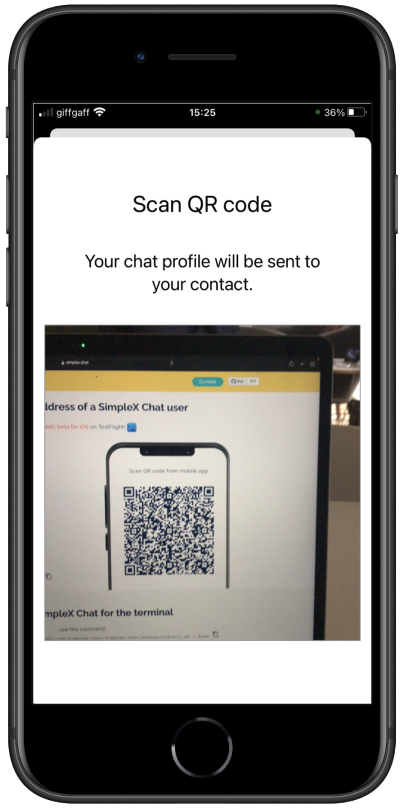 giffgaff
15:25
36%
Scan QR code
Your chat profile will be sent to
your contact.
simplex.chat
Donate
Star
ddress of a SimpleX Chat user
beta for iOS on TestFlight!
Scan QR code from mobile app
mpleX Chat for the terminal
use this command: